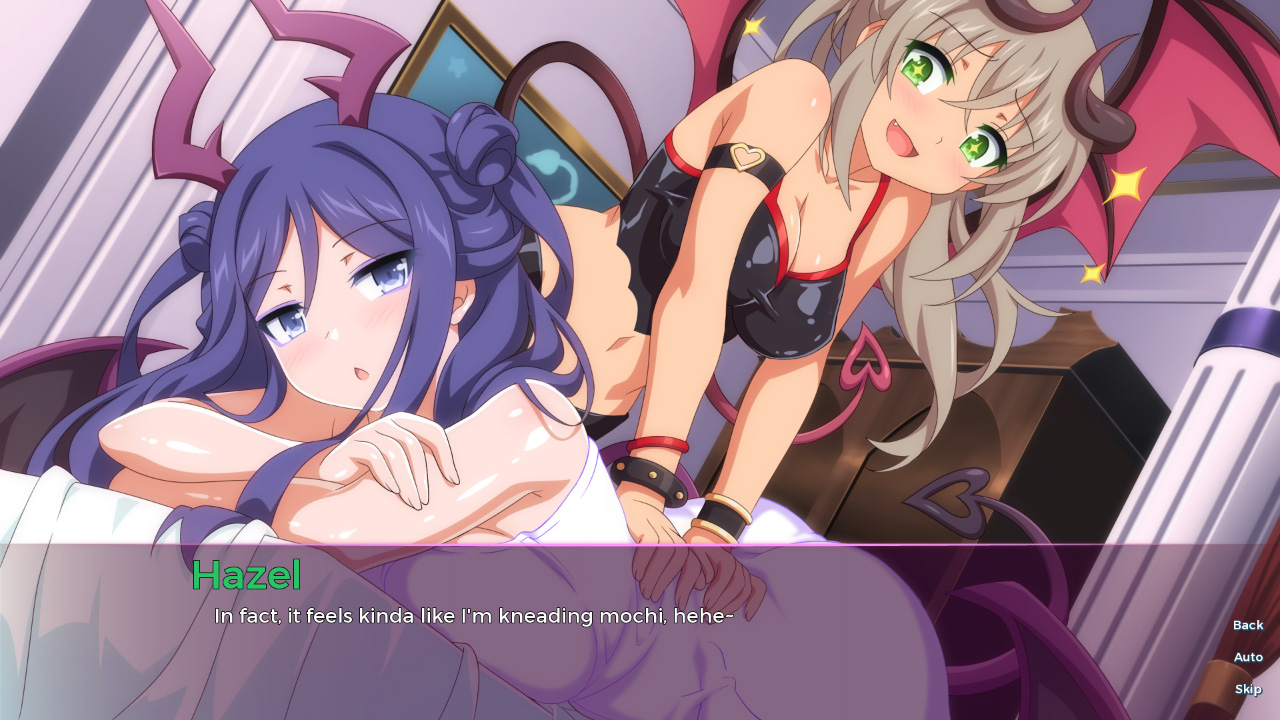 Hazel
In fact, it feels kinda like I'm kneading mochi, hehe~
Back
Auto
Skip